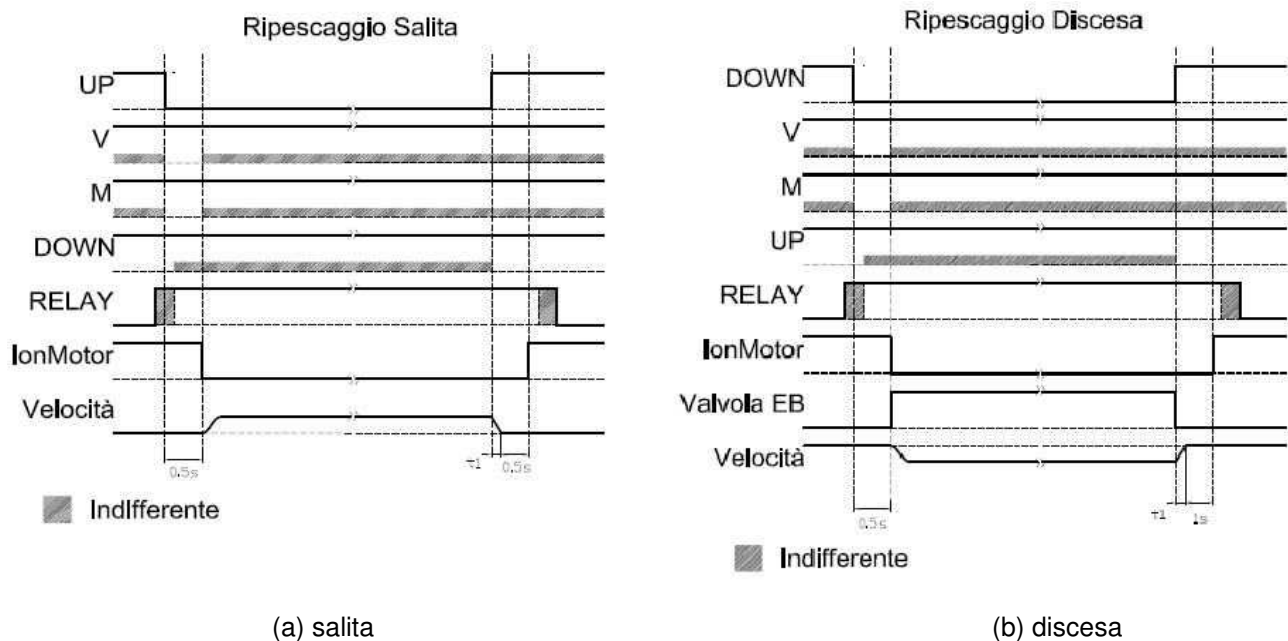 Ripescaggio Salita
UP
V
M
DOWN
RELAY
IonMotor
Velocità
0.5s
τ1
0.5s
Indifferente
(a) salita
Ripescaggio Discesa
DOWN
V
M
UP
RELAY
IonMotor
Valvola EB
Velocità
0.5s
τ1
1s
Indifferente
(b) discesa